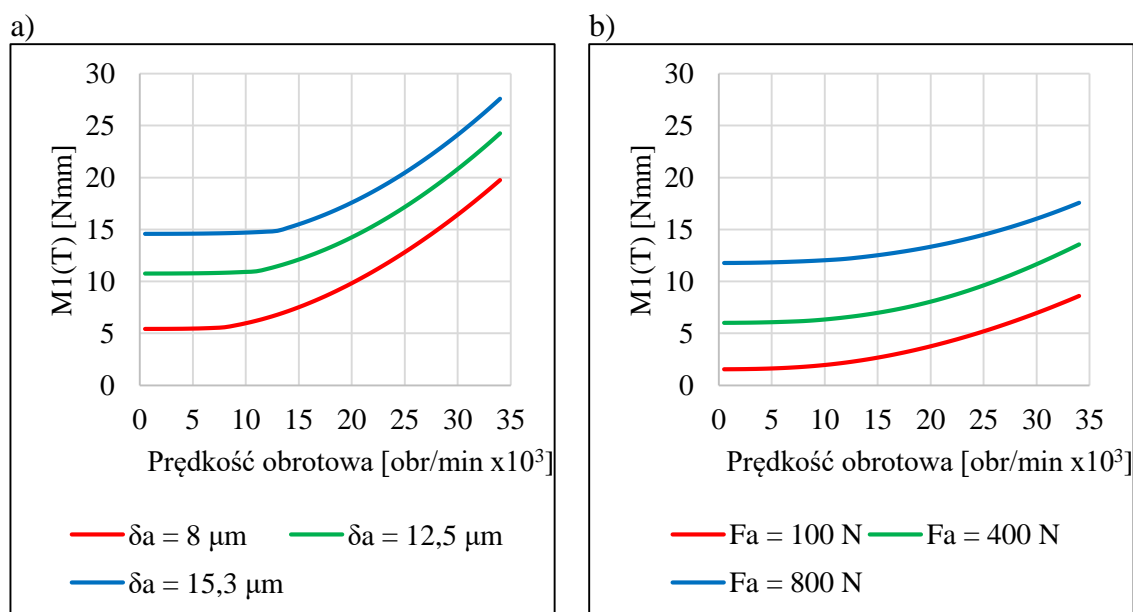 a)
30
25
20
15
10
5
0
M1(T) [Nmm]
0 5 10 15 20 25 30 35
Prędkość obrotowa [obr/min x10³]
δa = 8 μm
δa = 12,5 μm
δa = 15,3 μm
b)
30
25
20
15
10
5
0
M1(T) [Nmm]
0 5 10 15 20 25 30 35
Prędkość obrotowa [obr/min x10³]
Fa = 100 N
Fa = 400 N
Fa = 800 N